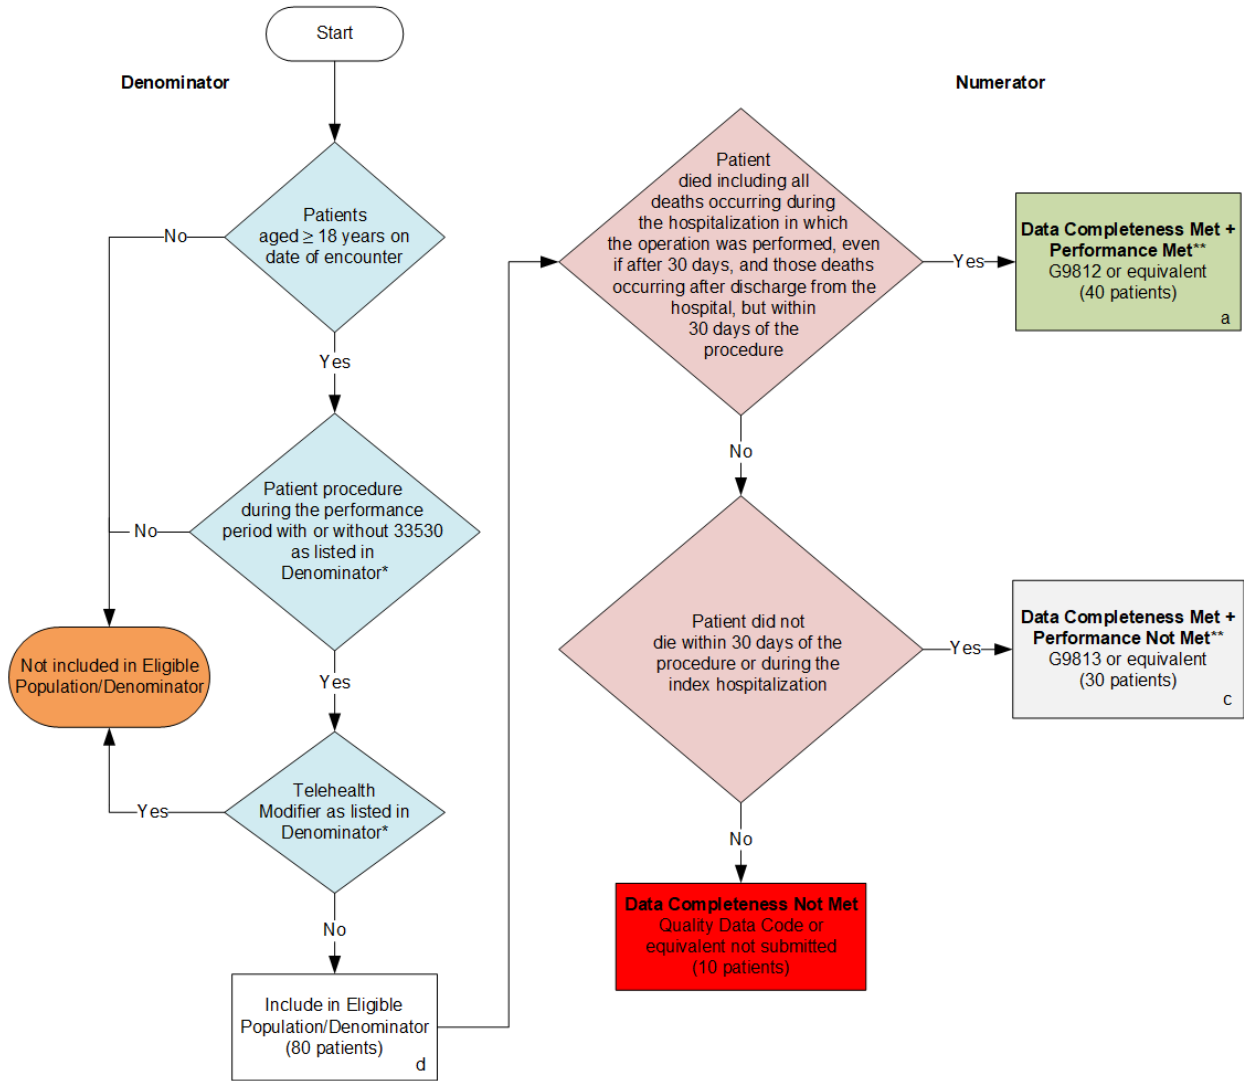 Start
Denominator
Numerator
Patients
aged ≥ 18 years on
date of encounter
No
Yes
Patient procedure
during the performance
period with or without 33530
as listed in
Denominator*
No
Yes
Not included in Eligible
Population/Denominator
Telehealth
Modifier as listed in
Denominator*
Yes
No
Include in Eligible
Population/Denominator
(80 patients)
d
Patient
died including all
deaths occurring during
the hospitalization in which
the operation was performed, even
if after 30 days, and those deaths
occurring after discharge from the
hospital, but within
30 days of the
procedure
Yes
Data Completeness Met +
Performance Met**
G9812 or equivalent
(40 patients)
a
No
Patient did not
die within 30 days of the
procedure or during the
index hospitalization
Yes
Data Completeness Met +
Performance Not Met**
G9813 or equivalent
(30 patients)
c
No
Data Completeness Not Met
Quality Data Code or
equivalent not submitted
(10 patients)